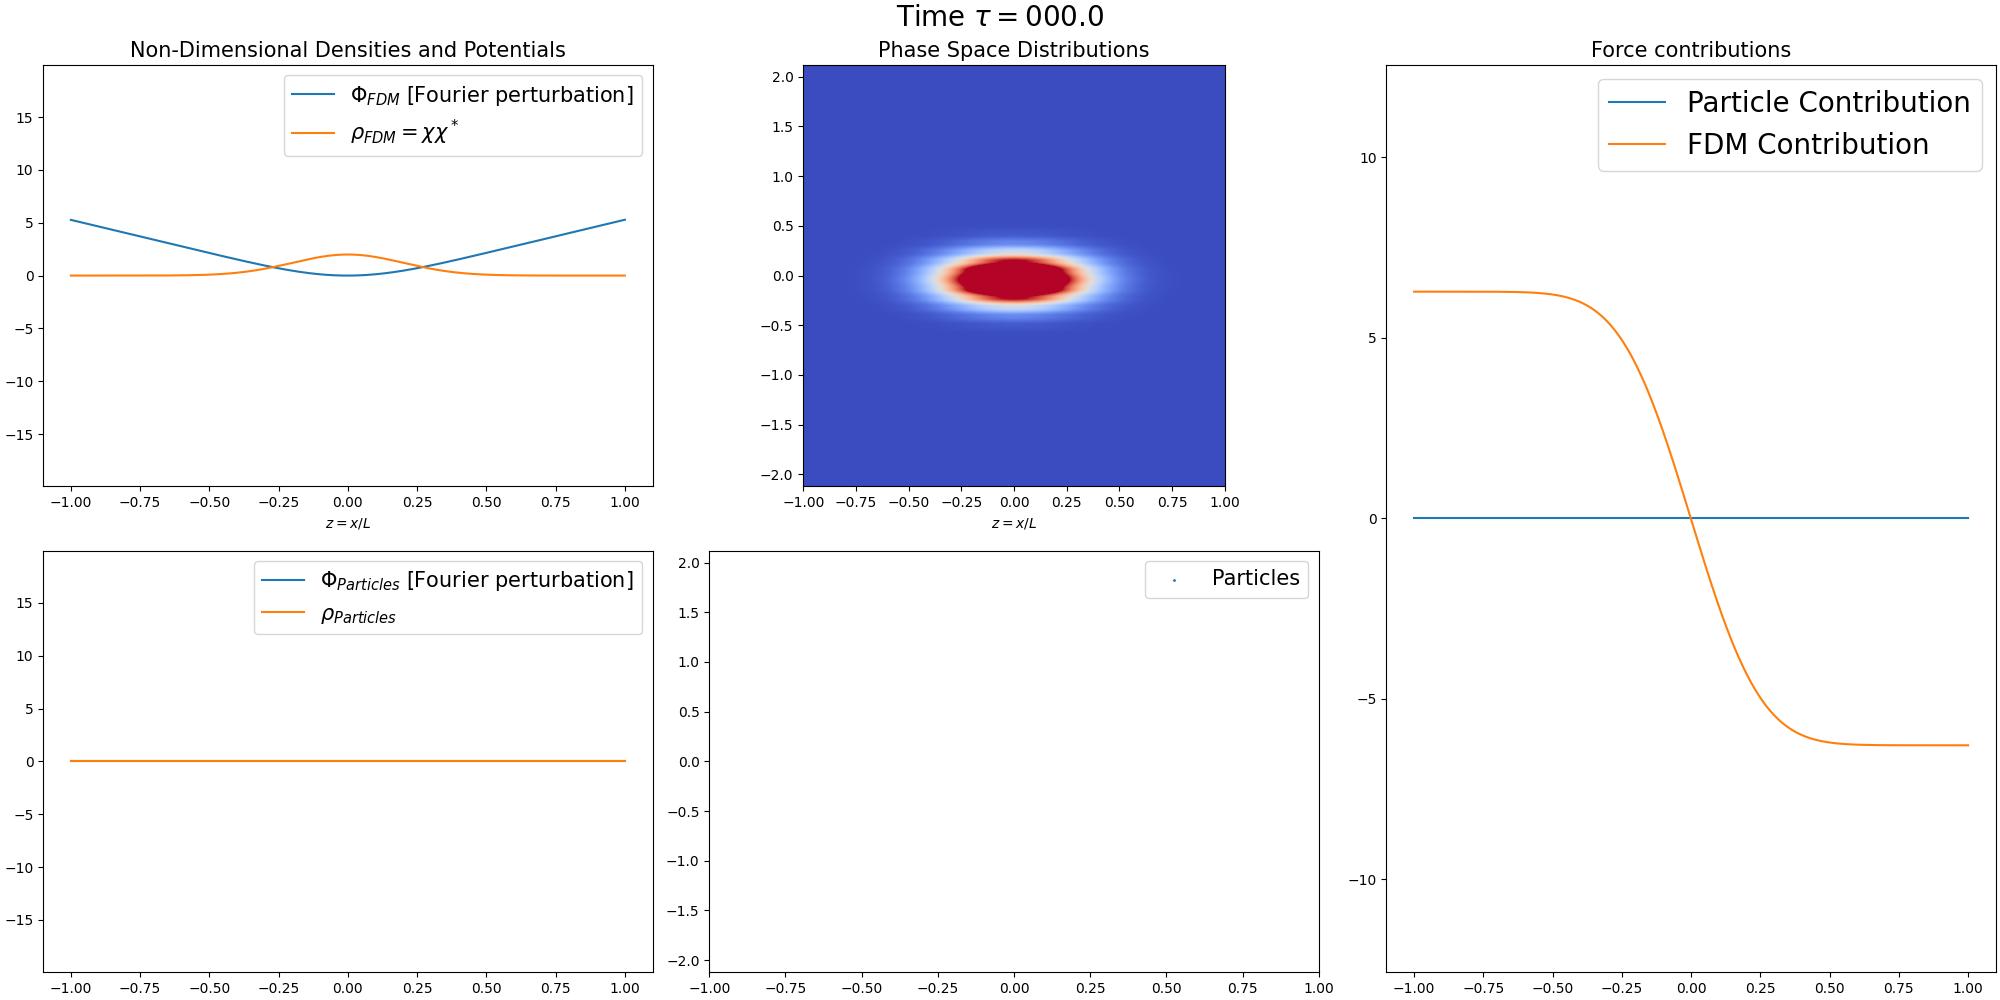 Time τ = 000.0
Non-Dimensional Densities and Potentials
Φ_FDM [Fourier perturbation]
ρ_FDM = χχ*
15
10
5
0
−5
−10
−15
−1.00 −0.75 −0.50 −0.25 0.00 0.25 0.50 0.75 1.00
z = x/L
Phase Space Distributions
2.0
1.5
1.0
0.5
0.0
−0.5
−1.0
−1.5
−2.0
−1.00 −0.75 −0.50 −0.25 0.00 0.25 0.50 0.75 1.00
z = x/L
Force contributions
Particle Contribution
FDM Contribution
10
5
0
−5
−10
−1.00 −0.75 −0.50 −0.25 0.00 0.25 0.50 0.75 1.00
Φ_Particles [Fourier perturbation]
ρ_Particles
15
10
5
0
−5
−10
−15
−1.00 −0.75 −0.50 −0.25 0.00 0.25 0.50 0.75 1.00
Particles
2.0
1.5
1.0
0.5
0.0
−0.5
−1.0
−1.5
−2.0
−1.00 −0.75 −0.50 −0.25 0.00 0.25 0.50 0.75 1.00